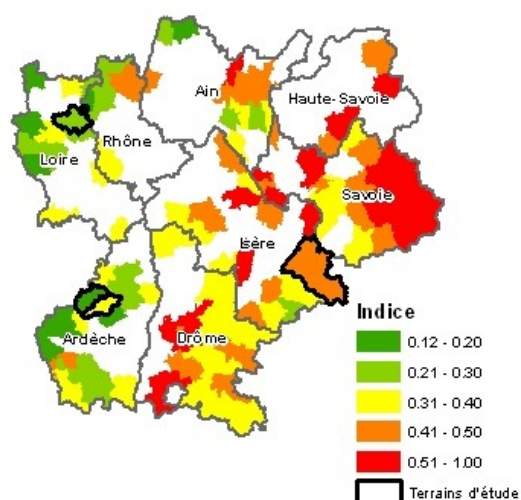 Ain
Haute-Savoie
Rhône
Loire
Savoie
Isère
Ardèche
Drôme
Indice
0.12 - 0.20
0.21 - 0.30
0.31 - 0.40
0.41 - 0.50
0.51 - 1.00
Terrains d'étude